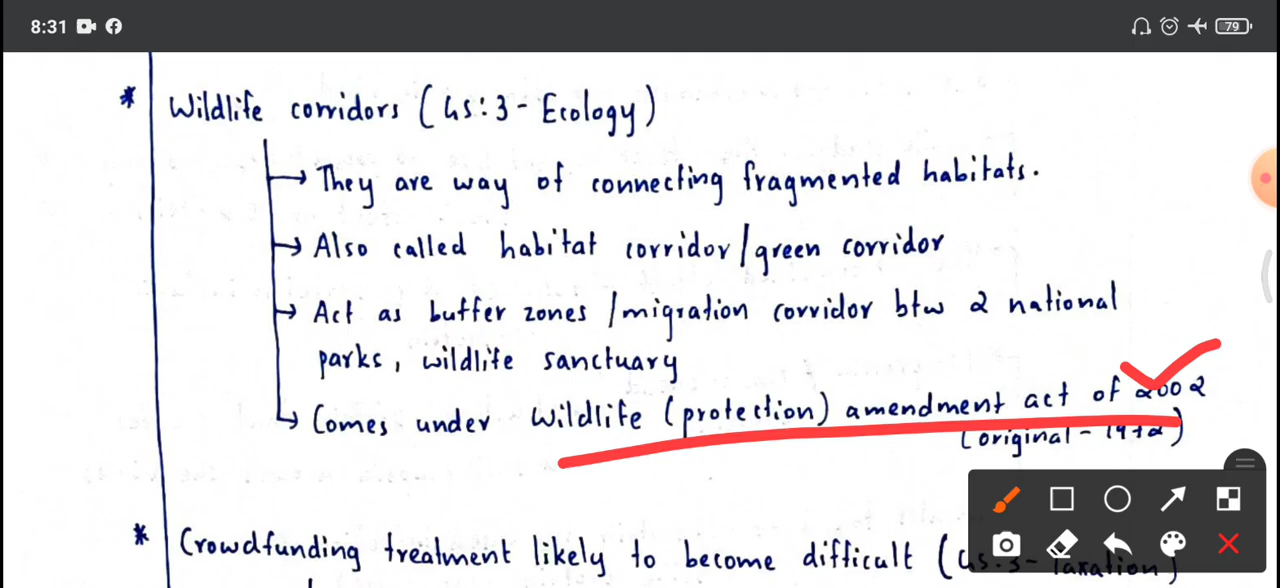 8:31
79
* Wildlife corridors (GS:3 - Ecology)
→ They are way of connecting fragmented habitats.
→ Also called habitat corridor/green corridor
→ Act as buffer zones /migration corridor btw 2 national
parks, wildlife sanctuary
→ Comes under Wildlife (protection) amendment act of 2002
(original - 1972)
* Crowdfunding treatment likely to become difficult (GS:3- Taxation)